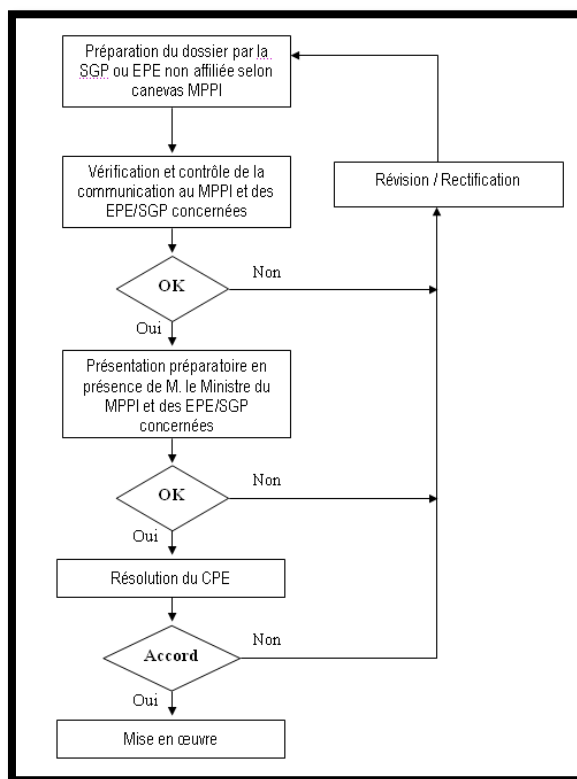 Préparation du dossier par la
SGP ou EPE non affiliée selon
canevas MPPI
Vérification et contrôle de la
communication au MPPI et des
EPE/SGP concernées
Révision / Rectification
OK
Non
Oui
Présentation préparatoire en
présence de M. le Ministre du
MPPI et des EPE/SGP
concernées
OK
Non
Oui
Résolution du CPE
Accord
Non
Oui
Mise en œuvre